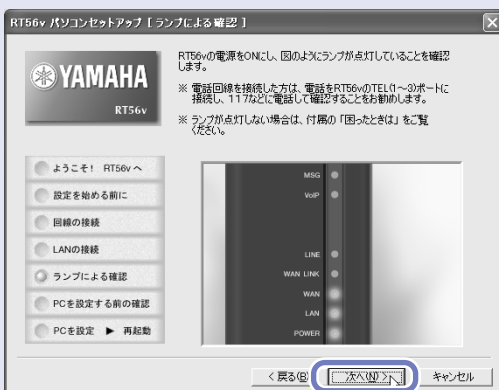 RT56v パソコンセットアップ [ ランプによる確認 ]
YAMAHA
RT56v
RT56vの電源をONにし、図のようにランプが点灯していることを確認
します。
※ 電話回線を接続した方は、電話をRT56vのTEL(1～3)ポートに
接続し、117などに電話して確認することをお勧めします。
※ ランプが点灯しない場合は、付属の「困ったときは」をご覧
ください。
ようこそ! RT56v へ
設定を始める前に
回線の接続
LANの接続
ランプによる確認
PCを設定する前の確認
PCを設定 ▶ 再起動
MSG
VoIP
LINE
WAN LINK
WAN
LAN
POWER
< 戻る(B)
次へ(N) >
キャンセル